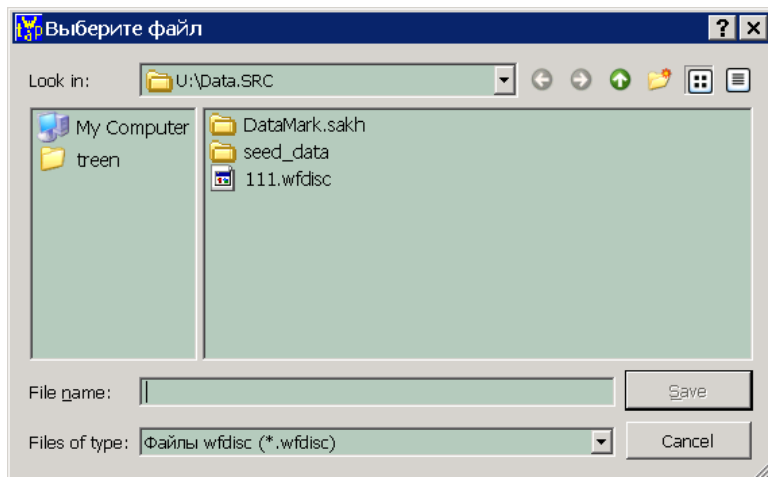 Выберите файл
Look in: U:\Data.SRC
My Computer
treen
DataMark.sakh
seed_data
111.wfdisc
File name:
Save
Files of type: Файлы wfdisc (*.wfdisc)
Cancel